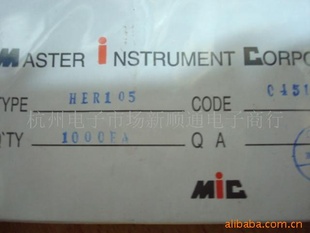 MASTER INSTRUMENT CORPO
TYPE HER105 CODE 0451
杭州电子市场新顺通电子商行
Q'TY 1000EA Q A
MIC
alibaba.com.cn